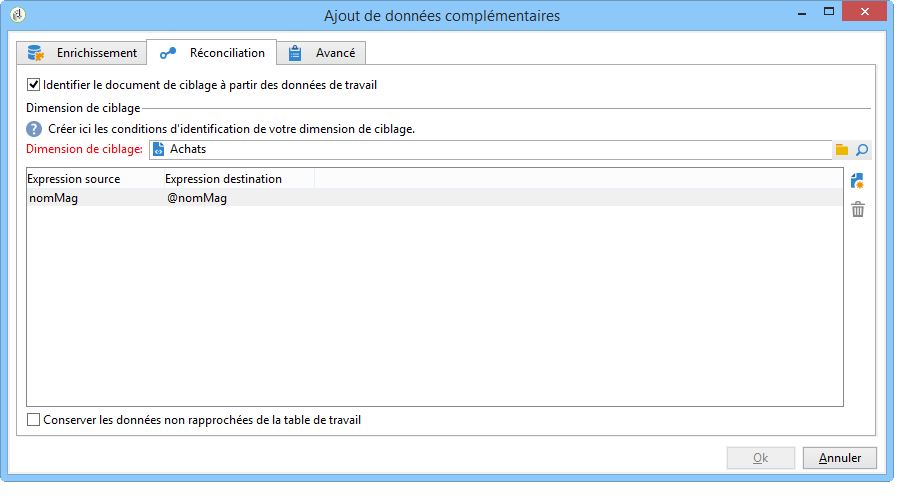 Ajout de données complémentaires
Enrichissement Réconciliation Avancé
Identifier le document de ciblage à partir des données de travail
Dimension de ciblage
Créer ici les conditions d'identification de votre dimension de ciblage.
Dimension de ciblage: Achats
Expression source Expression destination
nomMag @nomMag
Conserver les données non rapprochées de la table de travail
Ok Annuler